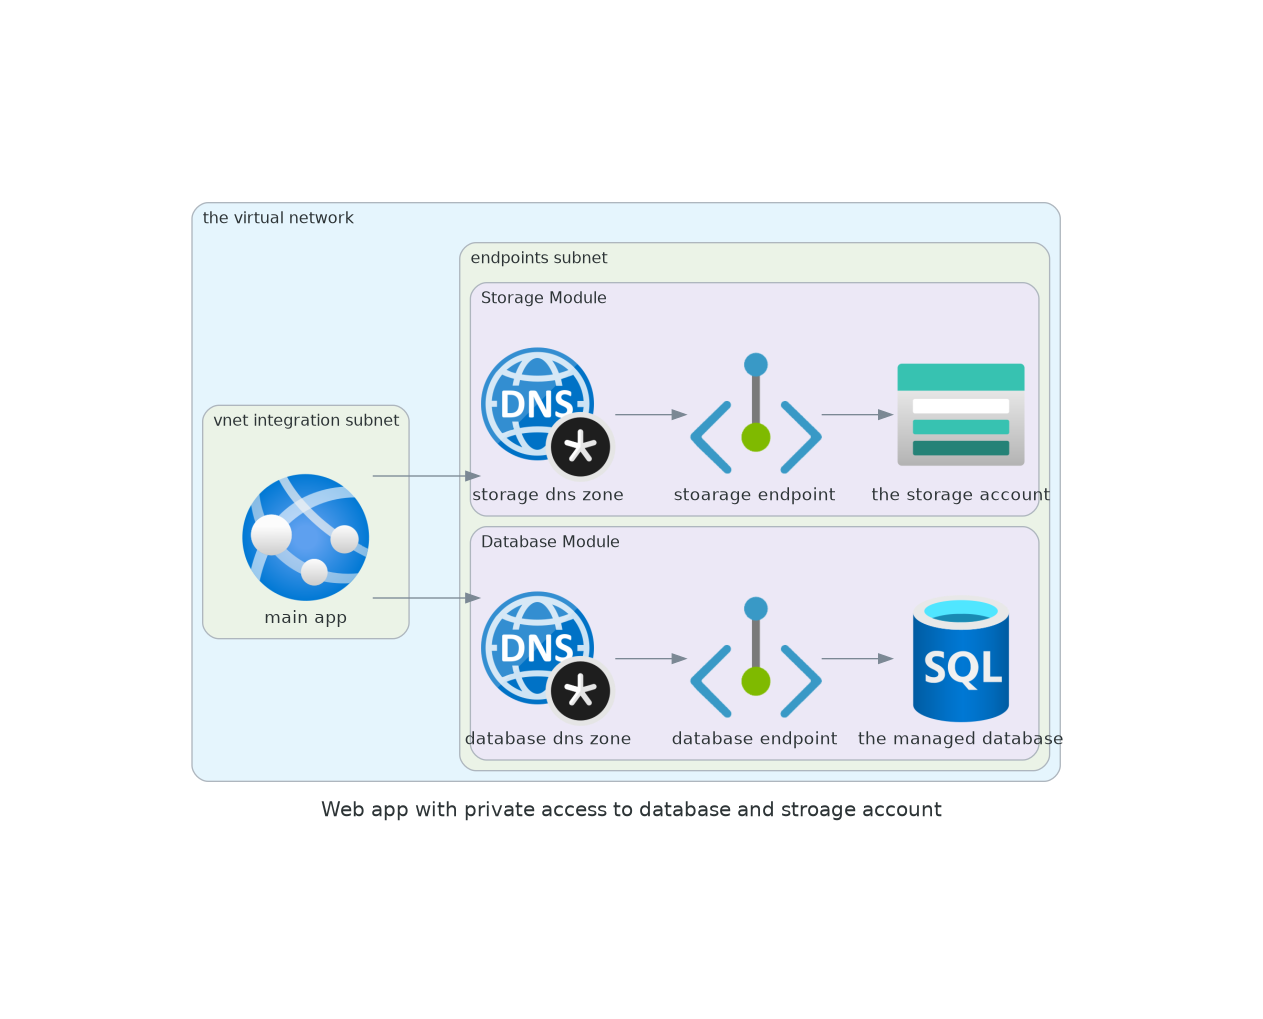 the virtual network
endpoints subnet
Storage Module
DNS
storage dns zone
stoarage endpoint
the storage account
vnet integration subnet
main app
Database Module
DNS
SQL
database dns zone
database endpoint
the managed database
Web app with private access to database and stroage account